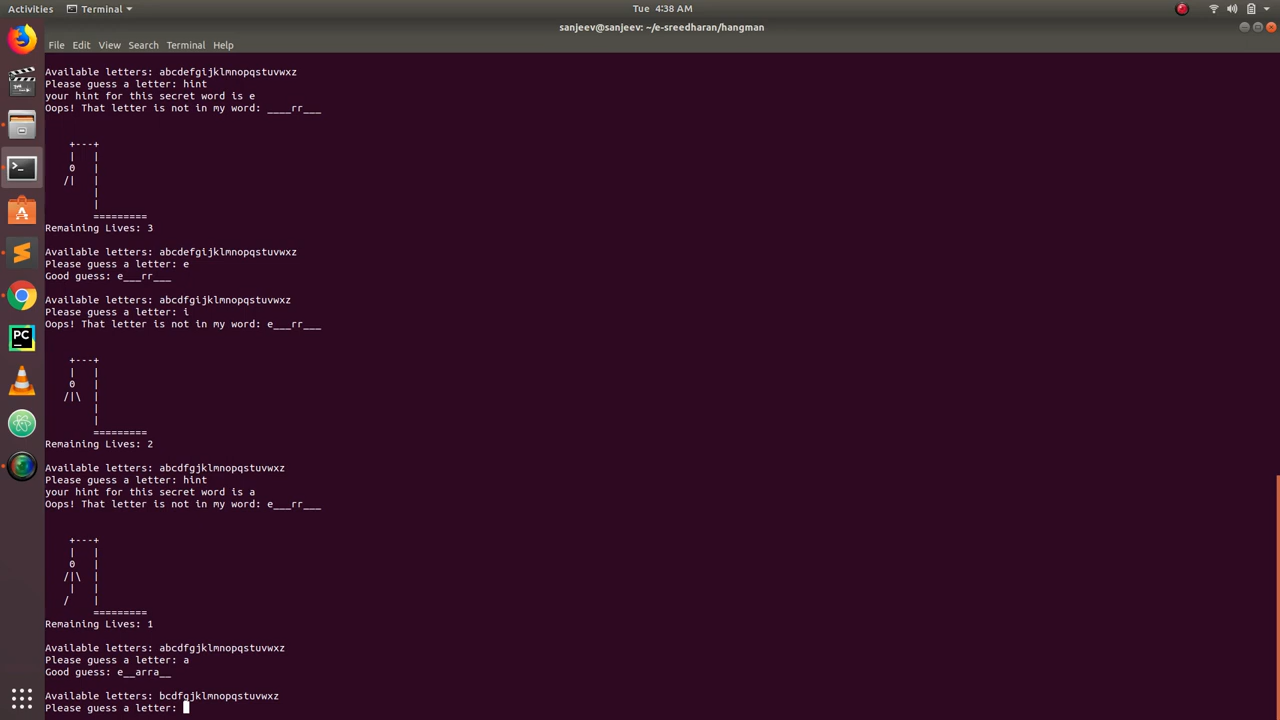 Activities Terminal Tue 4:38 AM
sanjeev@sanjeev: ~/e-sreedharan/hangman
File Edit View Search Terminal Help
Available letters: abcdefgijklmnopqstuvwxz
Please guess a letter: hint
your hint for this secret word is e
Oops! That letter is not in my word: ____rr___
+---+
|   |
0   |
/|   |
|
|
=========
Remaining Lives: 3
Available letters: abcdefgijklmnopqstuvwxz
Please guess a letter: e
Good guess: e___rr___
Available letters: abcdfgijklmnopqstuvwxz
Please guess a letter: i
Oops! That letter is not in my word: e___rr___
+---+
|   |
0   |
/|\  |
|
|
=========
Remaining Lives: 2
Available letters: abcdfgjklmnopqstuvwxz
Please guess a letter: hint
your hint for this secret word is a
Oops! That letter is not in my word: e___rr___
+---+
|   |
0   |
/|\  |
|   |
/    |
=========
Remaining Lives: 1
Available letters: abcdfgjklmnopqstuvwxz
Please guess a letter: a
Good guess: e__arra__
Available letters: bcdfgjklmnopqstuvwxz
Please guess a letter:
PC